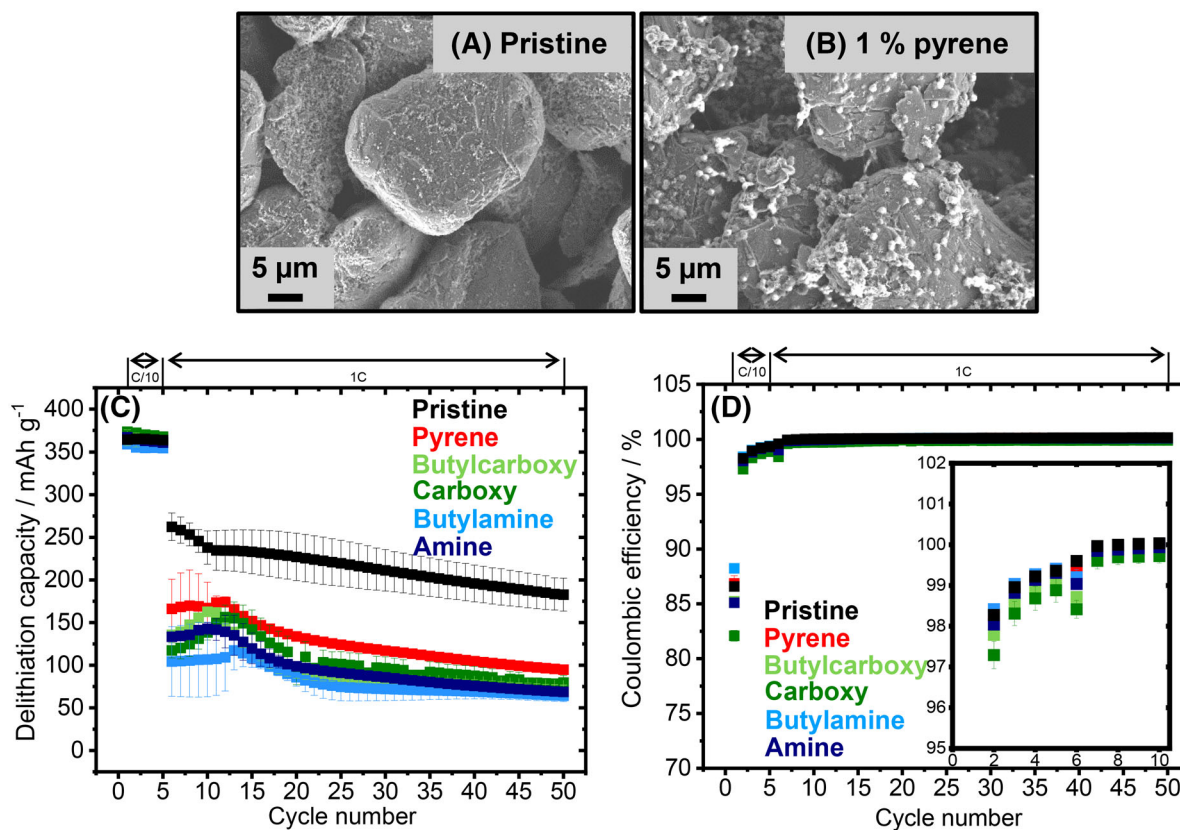 (A) Pristine
5 µm
(B) 1 % pyrene
5 µm
C/10
1C
(C)
Pristine
Pyrene
Butylcarboxy
Carboxy
Butylamine
Amine
400
350
300
250
200
150
100
50
0
Delithiation capacity / mAh g⁻¹
0 5 10 15 20 25 30 35 40 45 50
Cycle number
C/10
1C
(D)
105
100
95
90
85
80
75
70
Coulombic efficiency / %
Pristine
Pyrene
Butylcarboxy
Carboxy
Butylamine
Amine
102
101
100
99
98
97
96
95
0 2 4 6 8 10
0 5 10 15 20 25 30 35 40 45 50
Cycle number